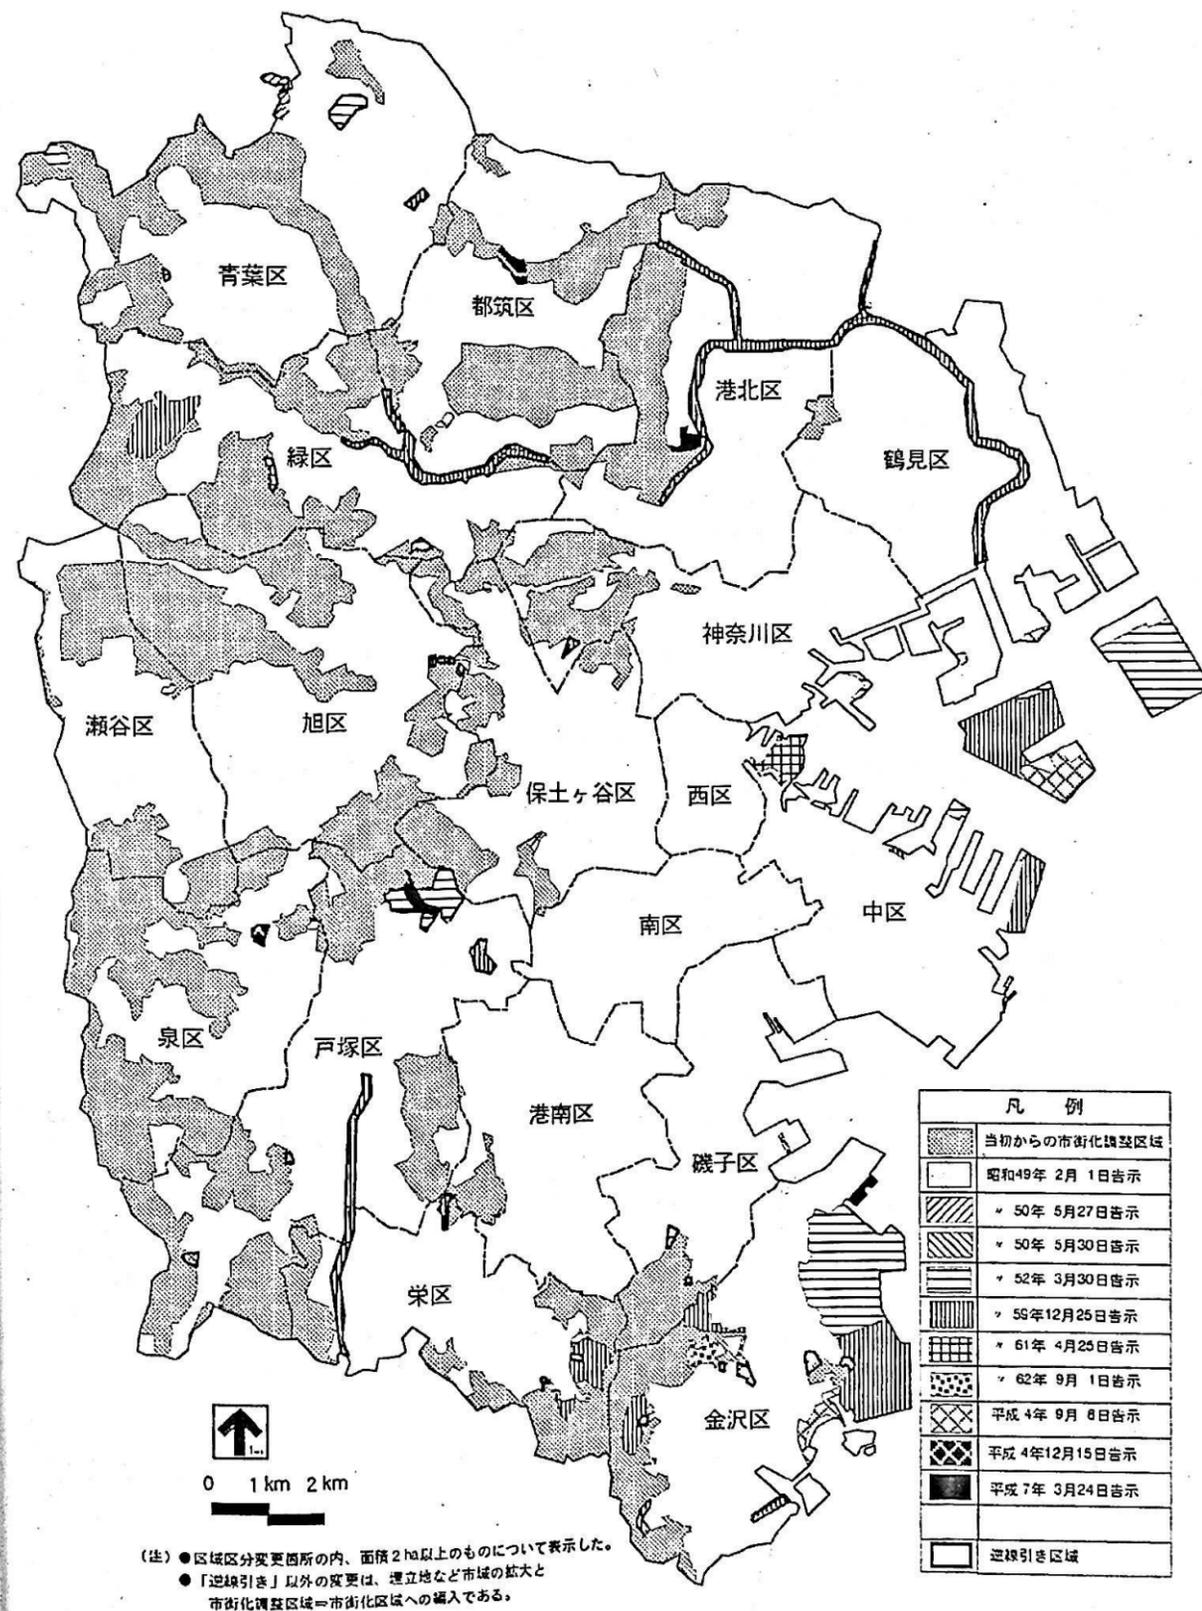 青葉区
都筑区
港北区
緑区
鶴見区
神奈川区
瀬谷区
旭区
保土ヶ谷区
西区
南区
中区
泉区
戸塚区
港南区
磯子区
栄区
金沢区
凡 例
当初からの市街化調整区域
昭和49年 2月 1日告示
〃 50年 5月27日告示
〃 50年 5月30日告示
〃 52年 3月30日告示
〃 59年12月25日告示
〃 61年 4月25日告示
〃 62年 9月 1日告示
平成 4年 9月 8日告示
平成 4年12月15日告示
平成 7年 3月24日告示
逆線引き区域
0 1 km 2 km
(注) ●区域区分変更箇所の内、面積2ha以上のものについて表示した。
●「逆線引き」以外の変更は、埋立地など市域の拡大と
市街化調整区域⇒市街化区域への編入である。